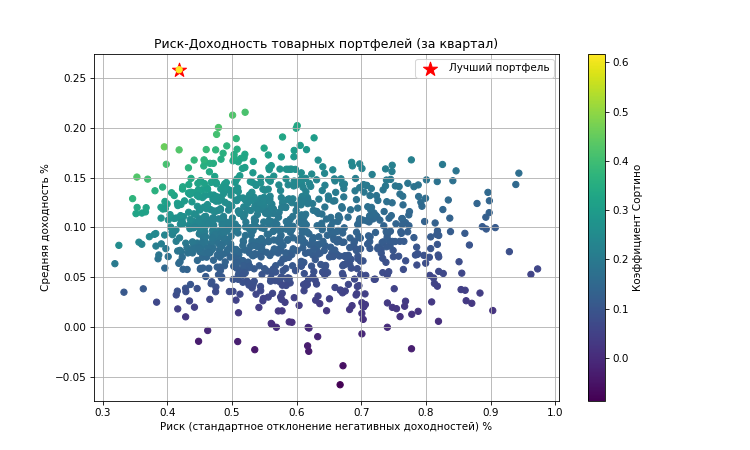 Риск-Доходность товарных портфелей (за квартал)
Лучший портфель
Средняя доходность %
0.25
0.20
0.15
0.10
0.05
0.00
−0.05
0.3 0.4 0.5 0.6 0.7 0.8 0.9 1.0
Риск (стандартное отклонение негативных доходностей) %
0.6
0.5
0.4
0.3
0.2
0.1
0.0
Коэффициент Сортино